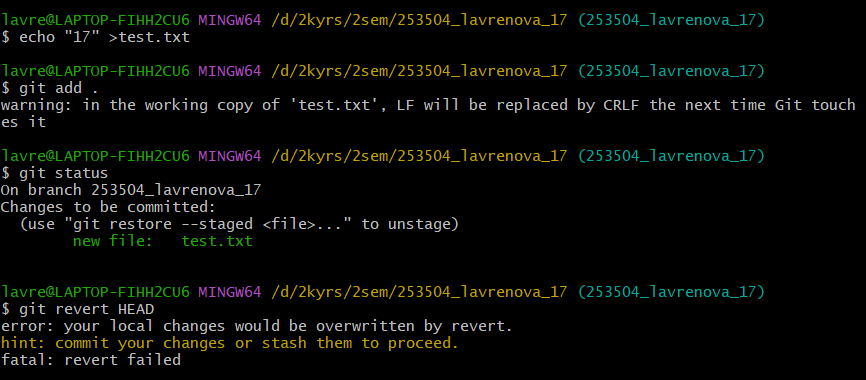 lavre@LAPTOP-FIHH2CU6 MINGW64 /d/2kyrs/2sem/253504_lavrenova_17 (253504_lavrenova_17)
$ echo "17" >test.txt
lavre@LAPTOP-FIHH2CU6 MINGW64 /d/2kyrs/2sem/253504_lavrenova_17 (253504_lavrenova_17)
$ git add .
warning: in the working copy of 'test.txt', LF will be replaced by CRLF the next time Git touch
es it
lavre@LAPTOP-FIHH2CU6 MINGW64 /d/2kyrs/2sem/253504_lavrenova_17 (253504_lavrenova_17)
$ git status
On branch 253504_lavrenova_17
Changes to be committed:
  (use "git restore --staged <file>..." to unstage)
        new file:   test.txt
lavre@LAPTOP-FIHH2CU6 MINGW64 /d/2kyrs/2sem/253504_lavrenova_17 (253504_lavrenova_17)
$ git revert HEAD
error: your local changes would be overwritten by revert.
hint: commit your changes or stash them to proceed.
fatal: revert failed